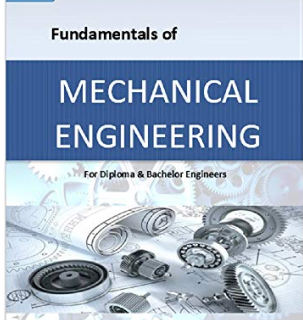 Fundamentals of
MECHANICAL
ENGINEERING
For Diploma & Bachelor Engineers